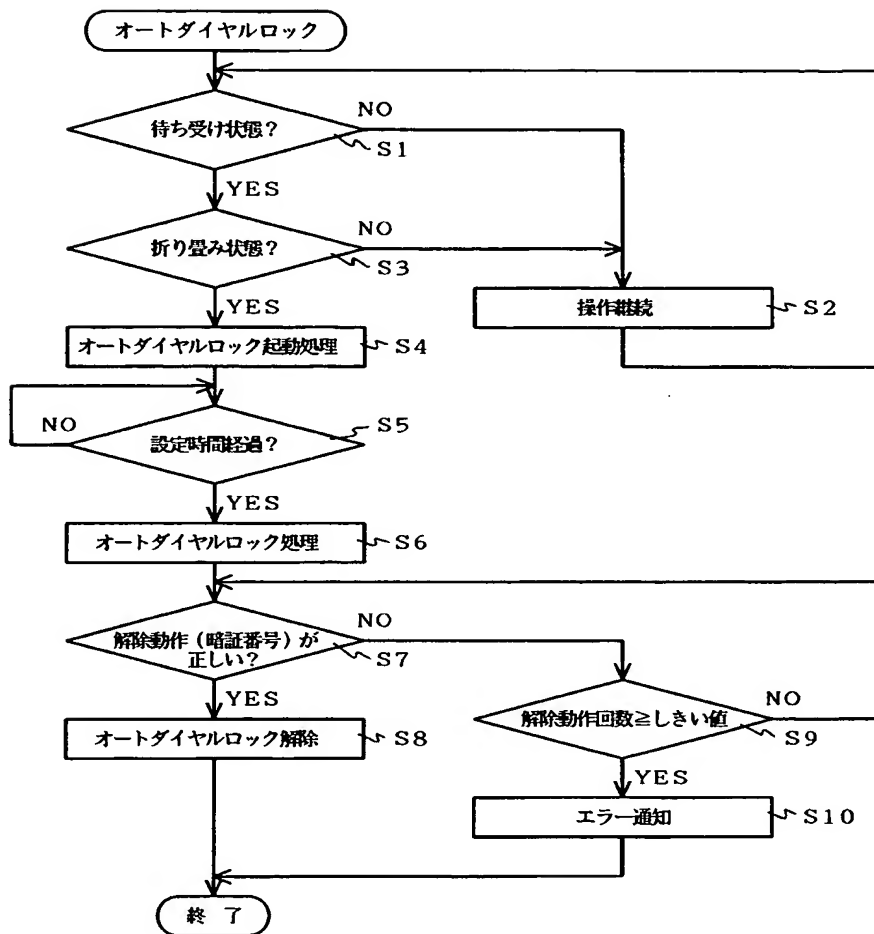 オートダイヤルロック
待ち受け状態?
NO
S1
YES
折り畳み状態?
NO
S3
YES
操作継続
S2
オートダイヤルロック起動処理
S4
NO
設定時間経過?
S5
YES
オートダイヤルロック処理
S6
解除動作(暗証番号)が
正しい?
NO
S7
YES
解除動作回数≧しきい値
NO
S9
オートダイヤルロック解除
S8
YES
エラー通知
S10
終 了